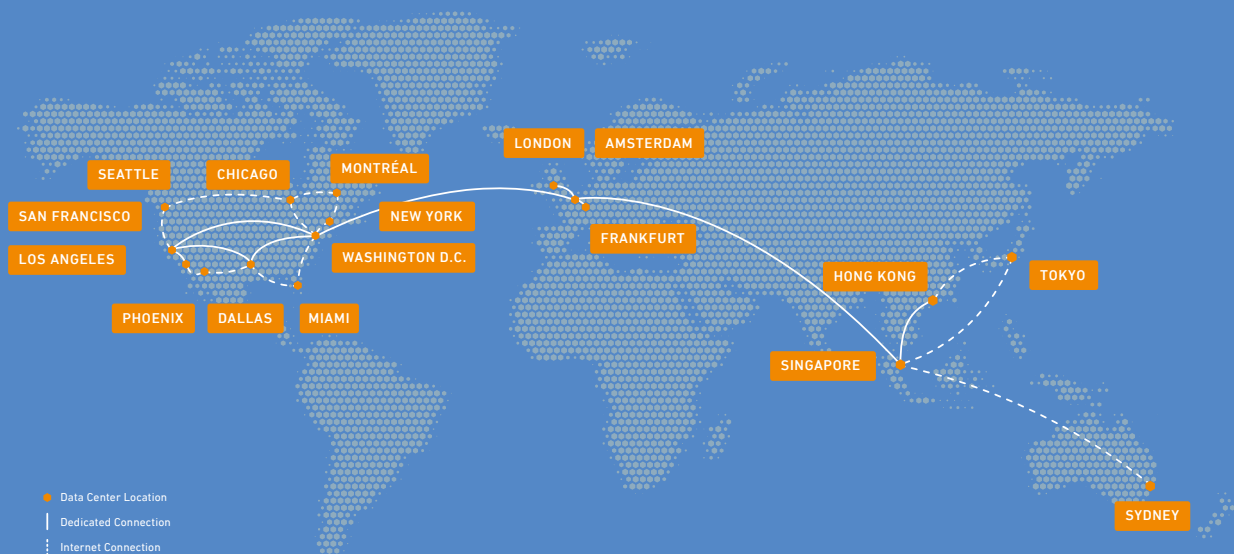 LONDON
AMSTERDAM
MONTRÉAL
SEATTLE
CHICAGO
SAN FRANCISCO
NEW YORK
FRANKFURT
LOS ANGELES
WASHINGTON D.C.
HONG KONG
TOKYO
PHOENIX
DALLAS
MIAMI
SINGAPORE
SYDNEY
Data Center Location
Dedicated Connection
Internet Connection